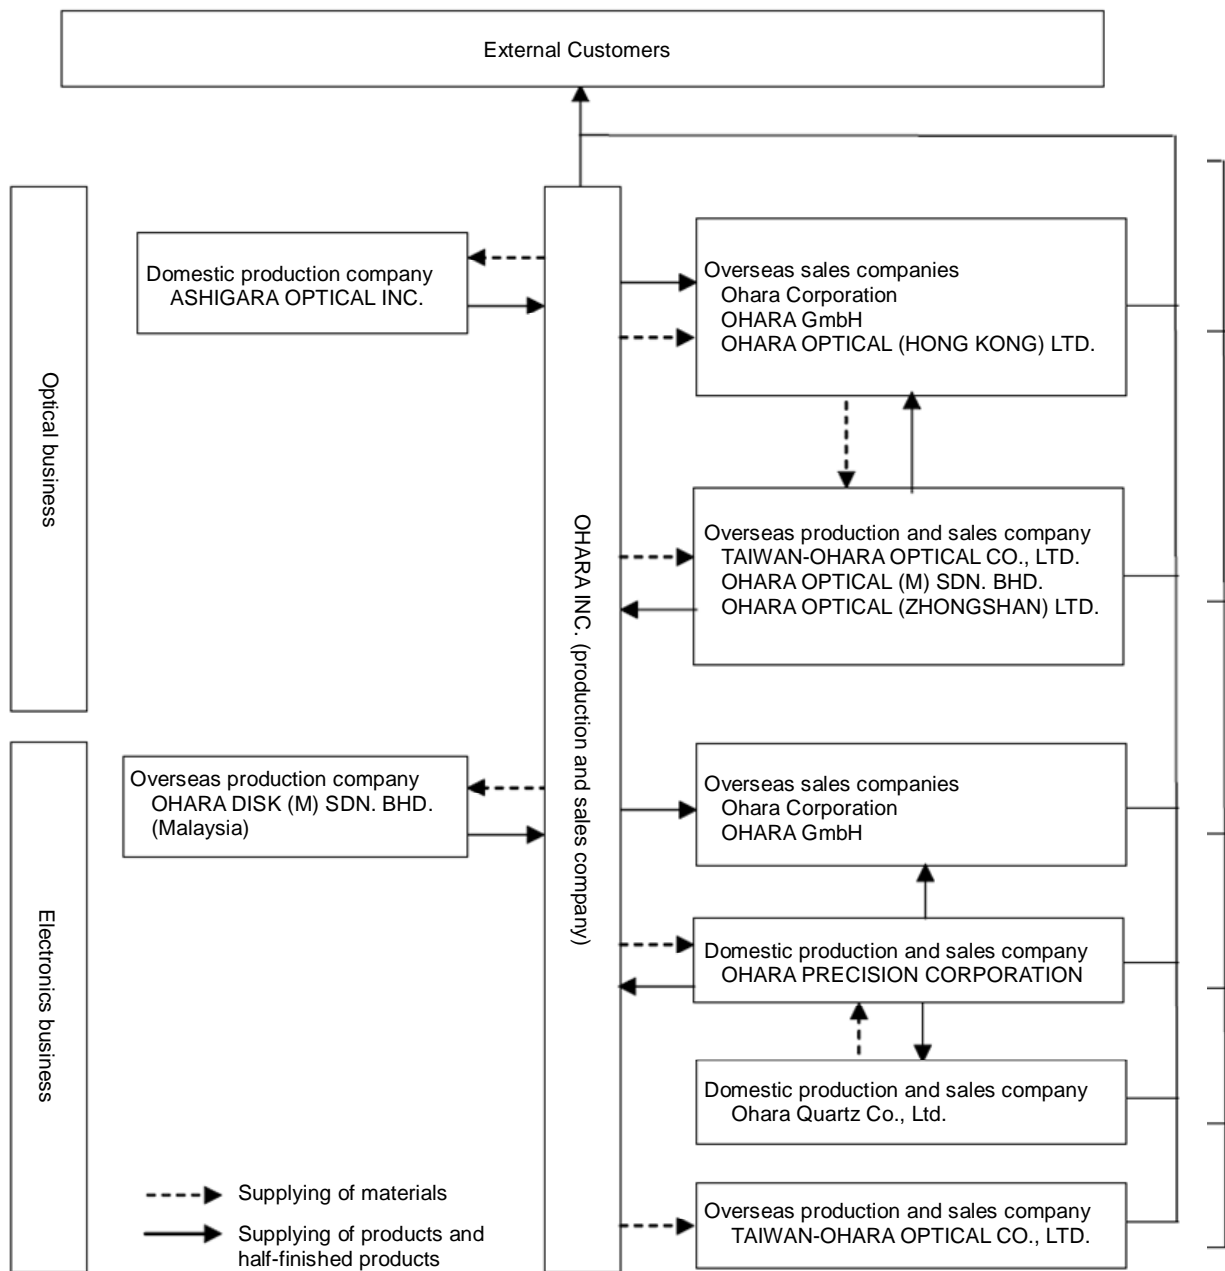 External Customers
Optical business
Domestic production company
ASHIGARA OPTICAL INC.
OHARA INC. (production and sales company)
Overseas sales companies
Ohara Corporation
OHARA GmbH
OHARA OPTICAL (HONG KONG) LTD.
Overseas production and sales company
TAIWAN-OHARA OPTICAL CO., LTD.
OHARA OPTICAL (M) SDN. BHD.
OHARA OPTICAL (ZHONGSHAN) LTD.
Electronics business
Overseas production company
OHARA DISK (M) SDN. BHD.
(Malaysia)
Overseas sales companies
Ohara Corporation
OHARA GmbH
Domestic production and sales company
OHARA PRECISION CORPORATION
Domestic production and sales company
Ohara Quartz Co., Ltd.
Overseas production and sales company
TAIWAN-OHARA OPTICAL CO., LTD.
Supplying of materials
Supplying of products and
half-finished products